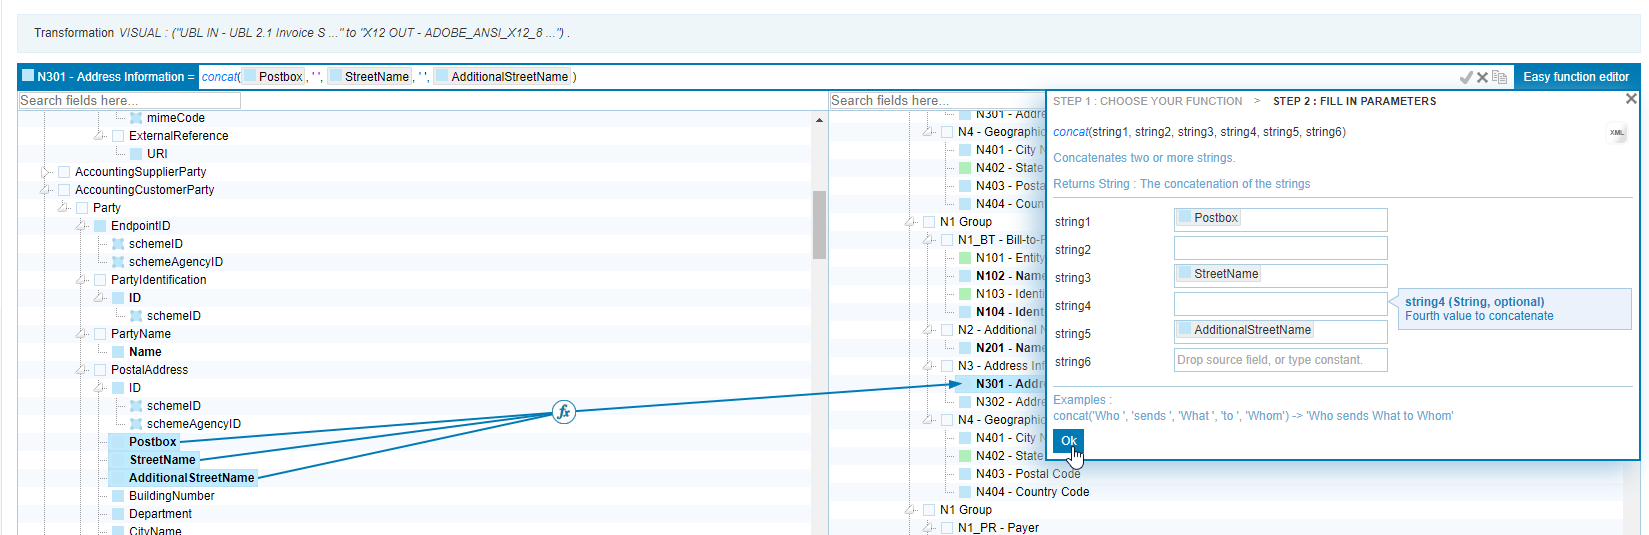 Transformation VISUAL : ("UBL IN - UBL 2.1 Invoice S ..." to "X12 OUT - ADOBE_ANSI_X12_8 ...") .
N301 - Address Information = concat( Postbox , ' ', StreetName , ' ', AdditionalStreetName )
Easy function editor
Search fields here...
mimeCode
ExternalReference
URI
AccountingSupplierParty
AccountingCustomerParty
Party
EndpointID
schemeID
schemeAgencyID
PartyIdentification
ID
schemeID
PartyName
Name
PostalAddress
ID
schemeID
schemeAgencyID
Postbox
StreetName
AdditionalStreetName
BuildingNumber
Department
CityName
fx
Search fields here...
N301 - Addre
N4 - Geographic
N401 - City N
N402 - State
N403 - Posta
N404 - Coun
N1 Group
N1_BT - Bill-to-P
N101 - Entity
N102 - Name
N103 - Identi
N104 - Identi
N2 - Additional N
N201 - Name
N3 - Address Inf
N301 - Addre
N302 - Addre
N4 - Geographic
N401 - City N
N402 - State
N403 - Postal Code
N404 - Country Code
N1 Group
N1_PR - Payer
STEP 1 : CHOOSE YOUR FUNCTION > STEP 2 : FILL IN PARAMETERS
concat(string1, string2, string3, string4, string5, string6)
XML
Concatenates two or more strings.
Returns String : The concatenation of the strings
string1 Postbox
string2
string3 StreetName
string4
string4 (String, optional)
Fourth value to concatenate
string5 AdditionalStreetName
string6 Drop source field, or type constant.
Examples :
concat('Who ', 'sends ', 'What ', 'to ', 'Whom') -> 'Who sends What to Whom'
Ok